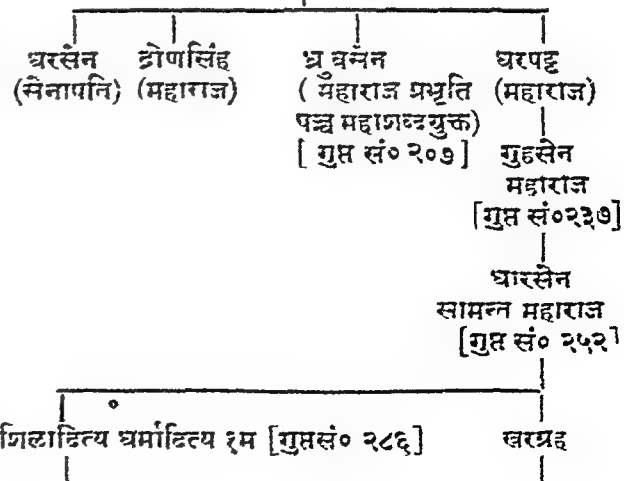 धरसेन द्रोणसिंह ध्रुवसेन धरपट्ट
(सेनापति) (महाराज) ( महाराज प्रभृति (महाराज)
पञ्च महाशब्दयुक्त)
[ गुप्त सं० २०७ ] गुहसेन
महाराज
[गुप्त सं०२३७]
धारसेन
सामन्त महाराज
[गुप्त सं० २५२]
शिलादित्य धर्मादित्य १म [गुप्तसं० २८६] खरग्रह